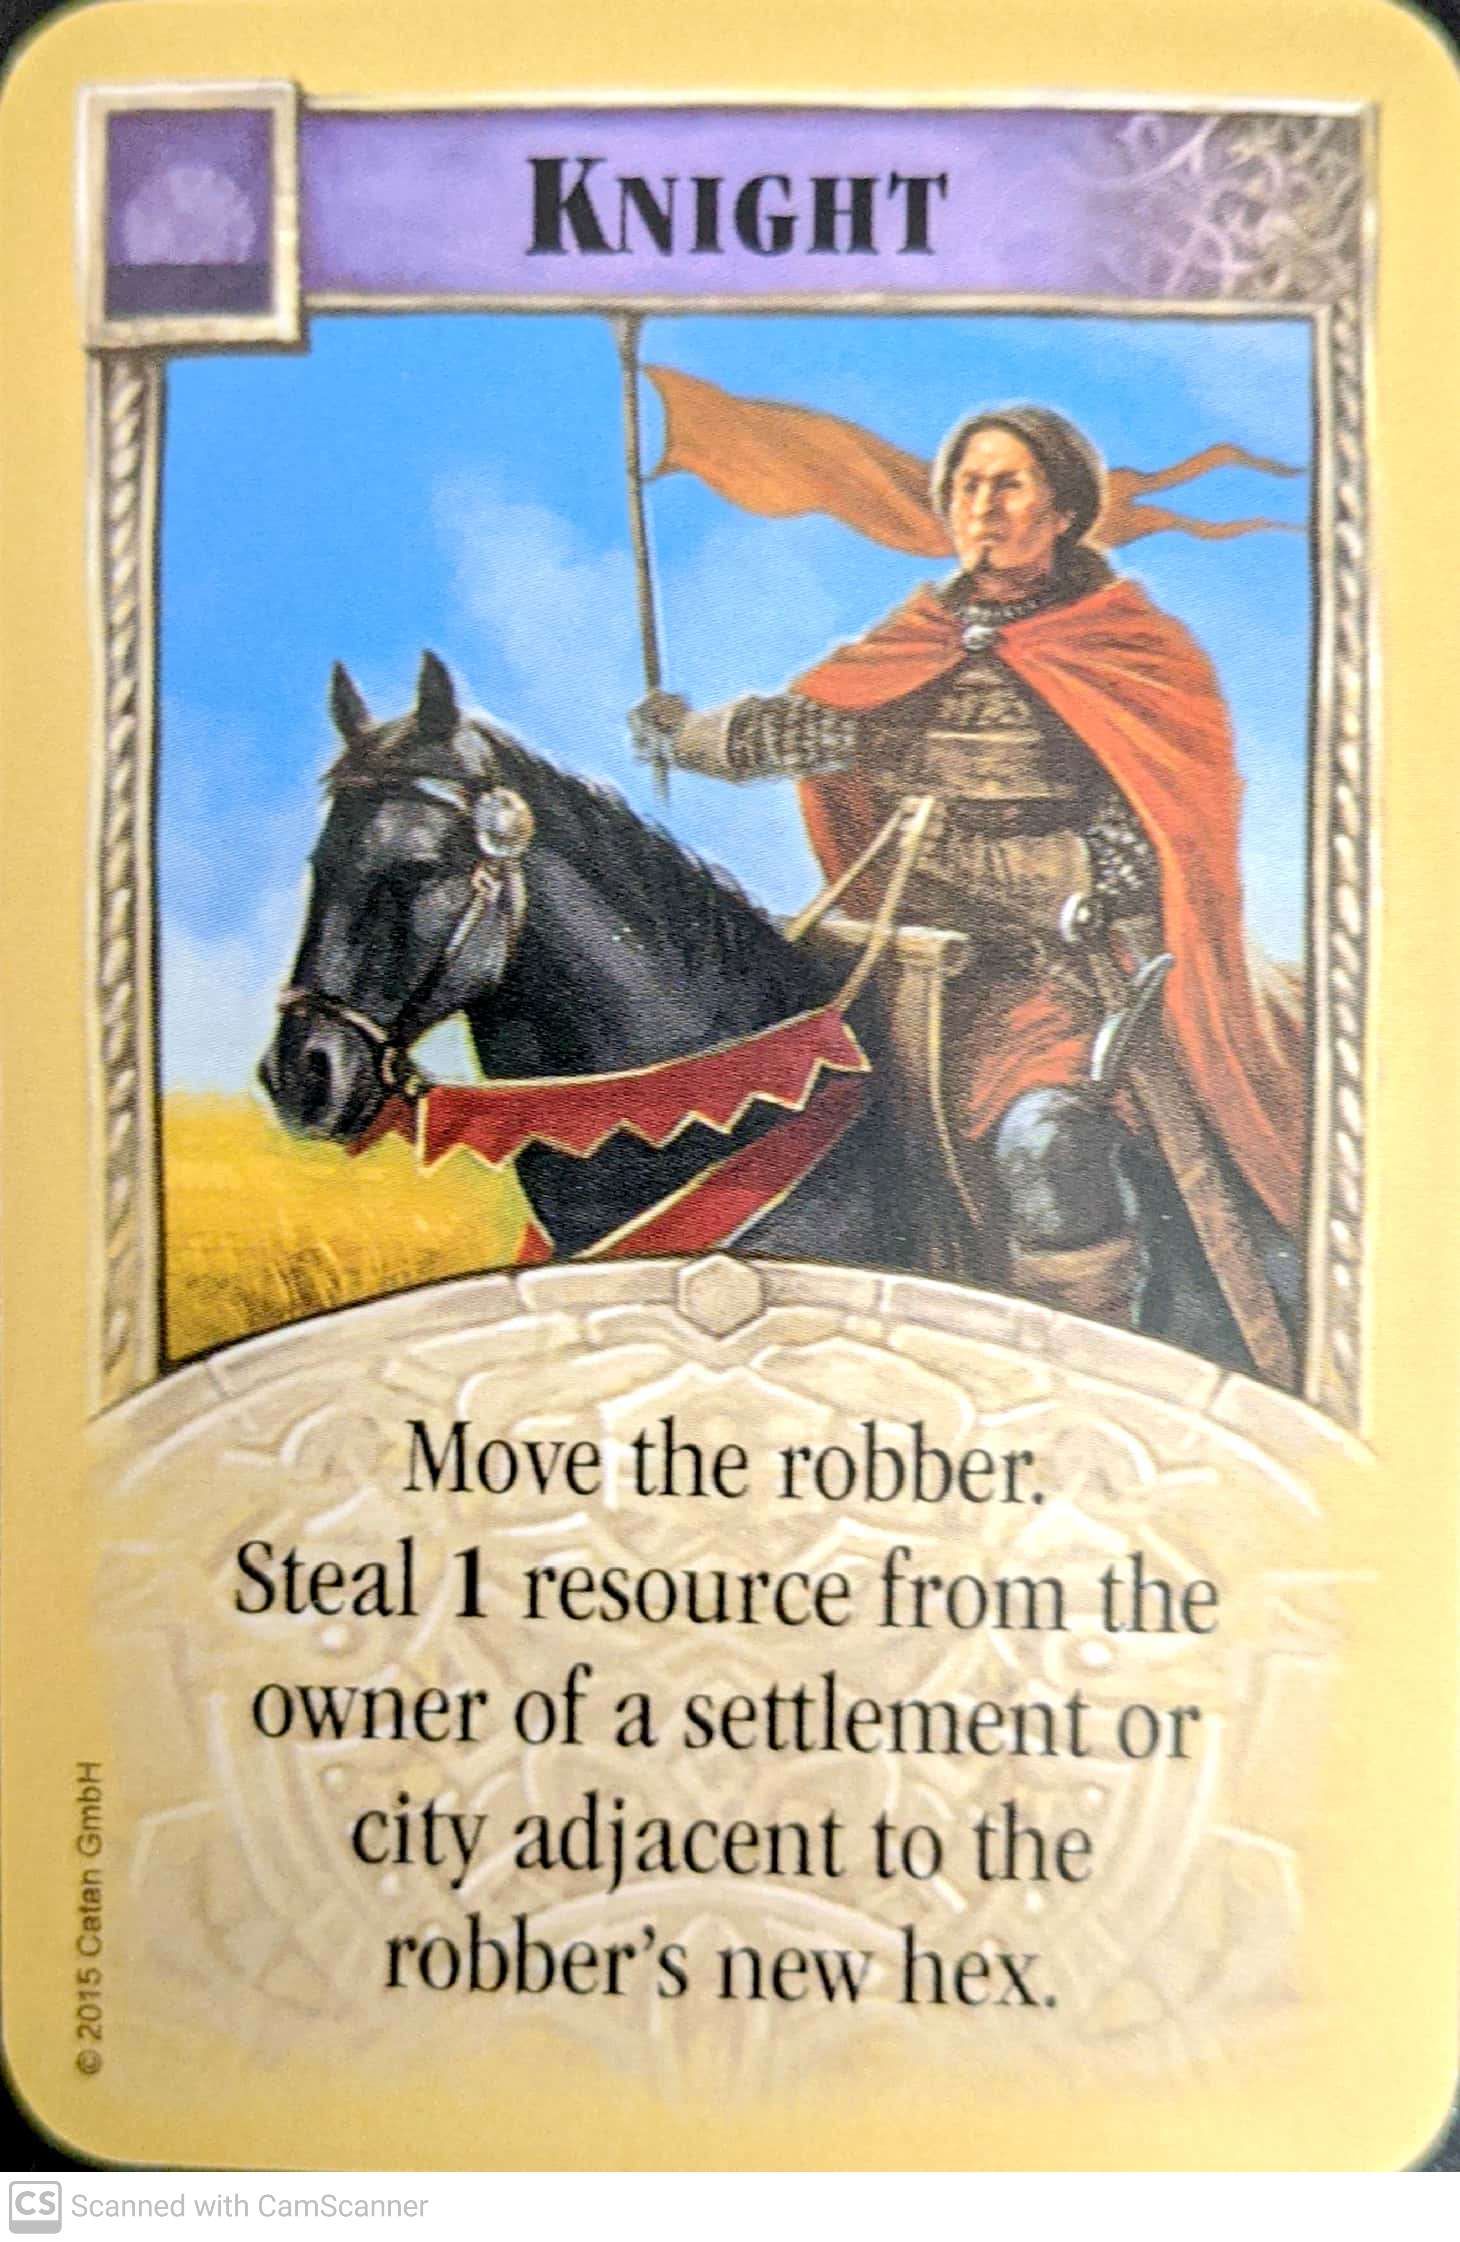 KNIGHT
Move the robber.
Steal 1 resource from the
owner of a settlement or
city adjacent to the
robber's new hex.
© 2015 Catan GmbH
CS Scanned with CamScanner